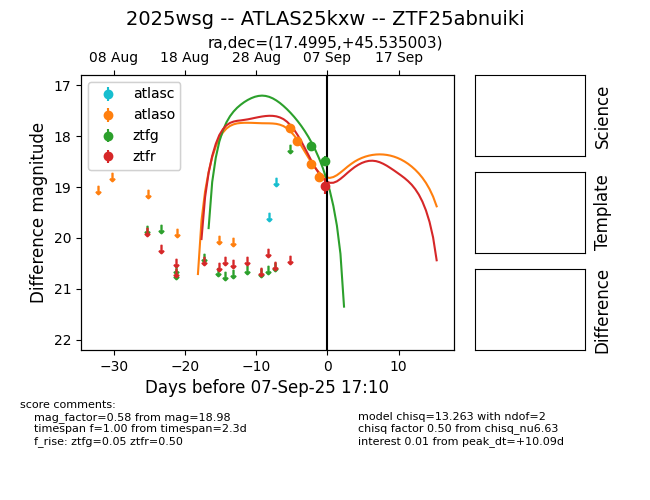 2025wsg -- ATLAS25kxw -- ZTF25abnuiki
ra,dec=(17.4995,+45.535003)
08 Aug 18 Aug 28 Aug 07 Sep 17 Sep
atlasc
atlaso
ztfg
ztfr
17
18
19
20
21
22
Difference magnitude
−30 −20 −10 0 10
Days before 07-Sep-25 17:10
Science
Template
Difference
score comments:
mag_factor=0.58 from mag=18.98
timespan f=1.00 from timespan=2.3d
f_rise: ztfg=0.05 ztfr=0.50
model chisq=13.263 with ndof=2
chisq factor 0.50 from chisq_nu6.63
interest 0.01 from peak_dt=+10.09d